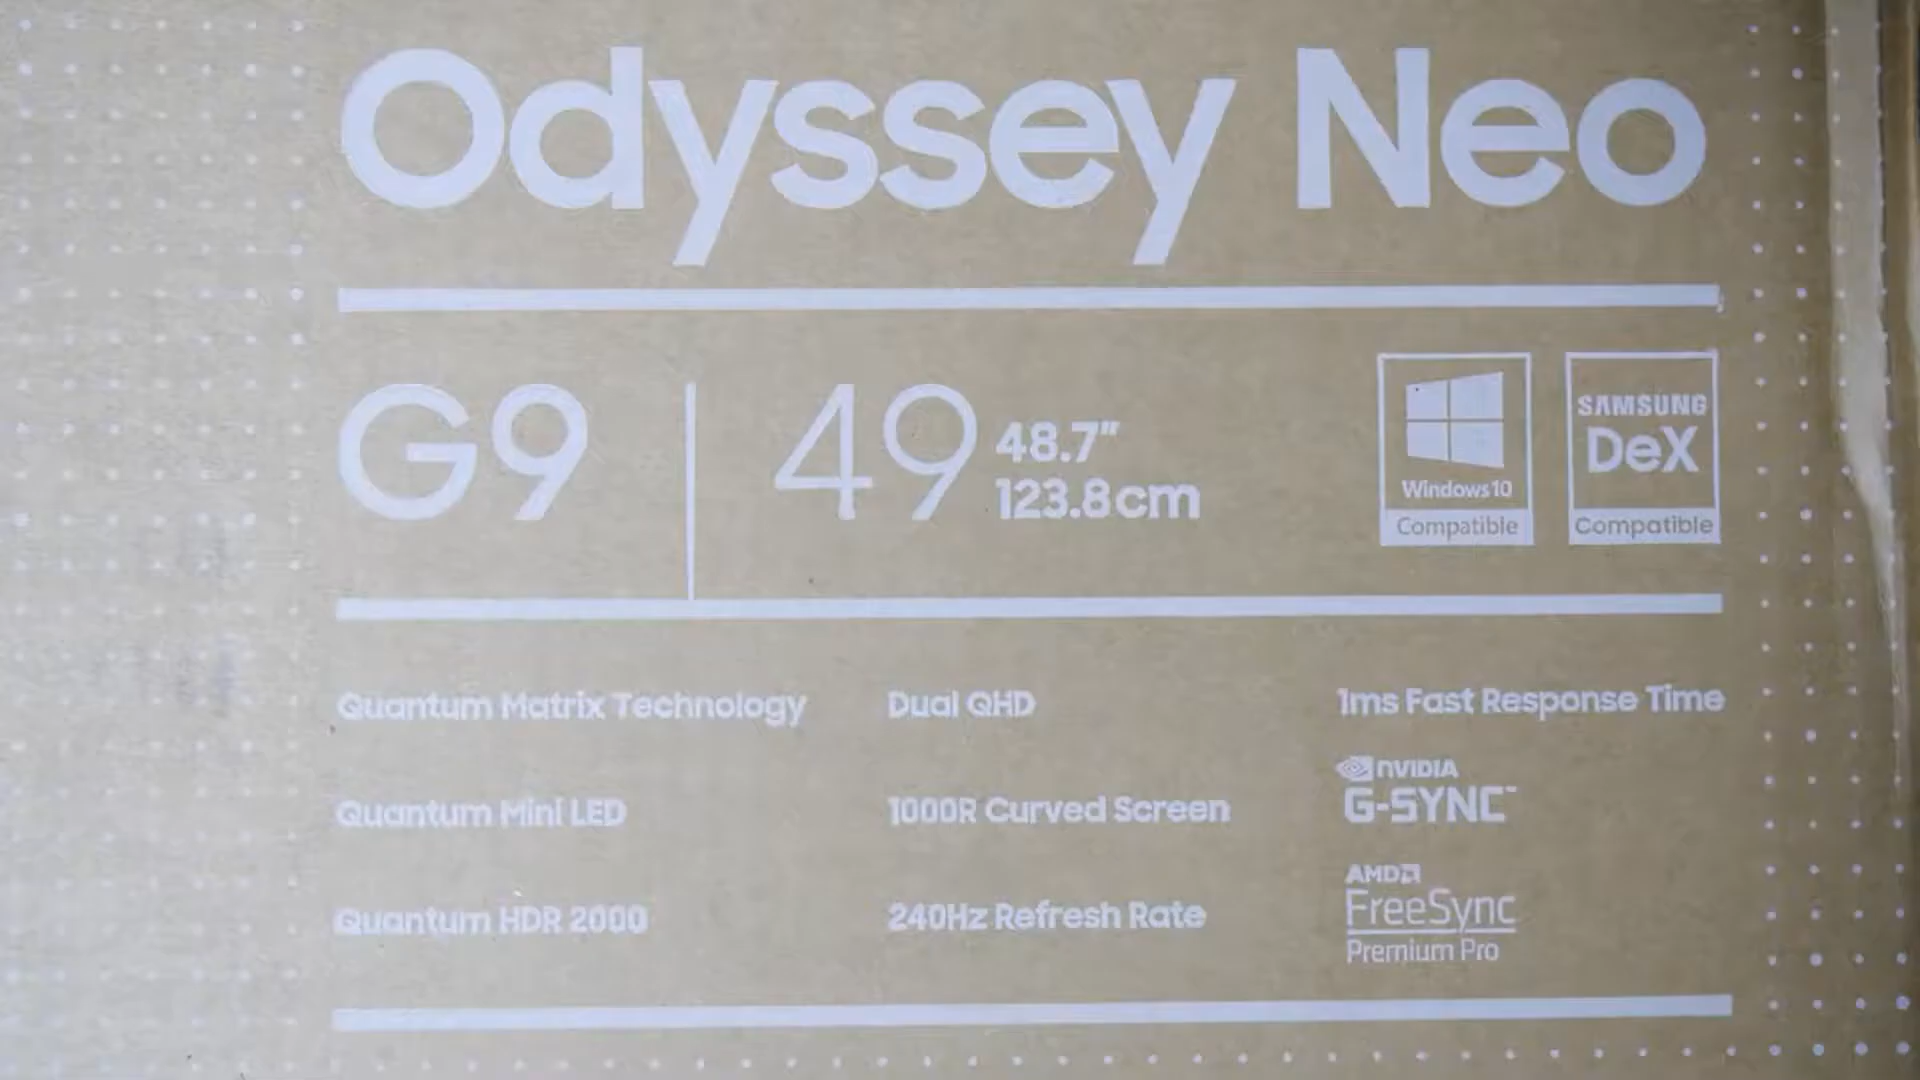 Odyssey Neo
G9
49
48.7"
123.8cm
Windows10
Compatible
SAMSUNG
DeX
Compatible
Quantum Matrix Technology
Dual QHD
1ms Fast Response Time
Quantum Mini LED
1000R Curved Screen
NVIDIA
G-SYNC
Quantum HDR 2000
240Hz Refresh Rate
AMD
FreeSync
Premium Pro